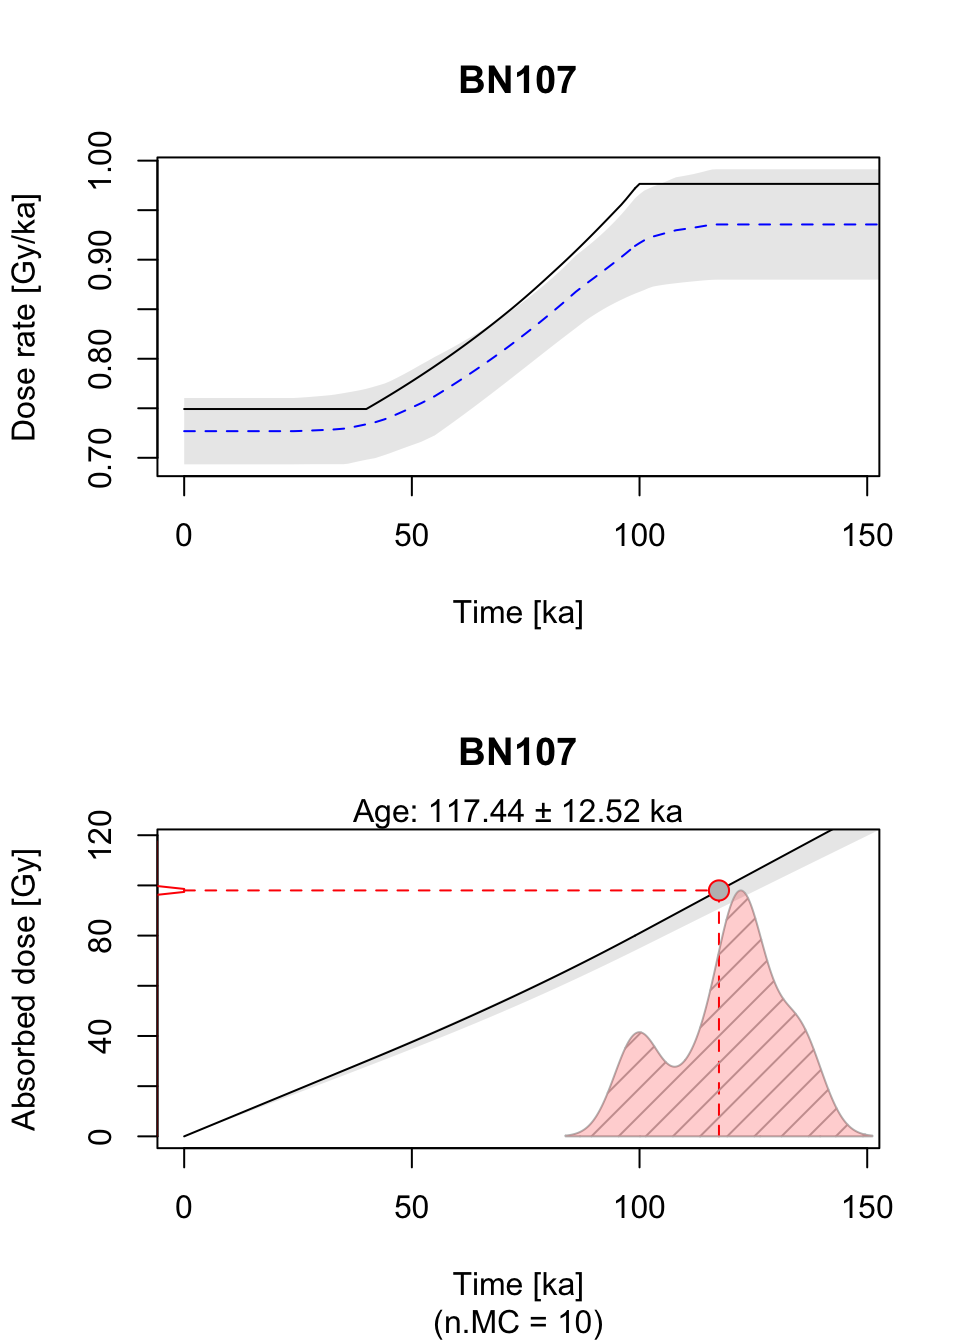 BN107
Dose rate [Gy/ka]
1.00
0.90
0.80
0.70
0 50 100 150
Time [ka]
BN107
Age: 117.44 ± 12.52 ka
Absorbed dose [Gy]
120
80
40
0
0 50 100 150
Time [ka]
(n.MC = 10)